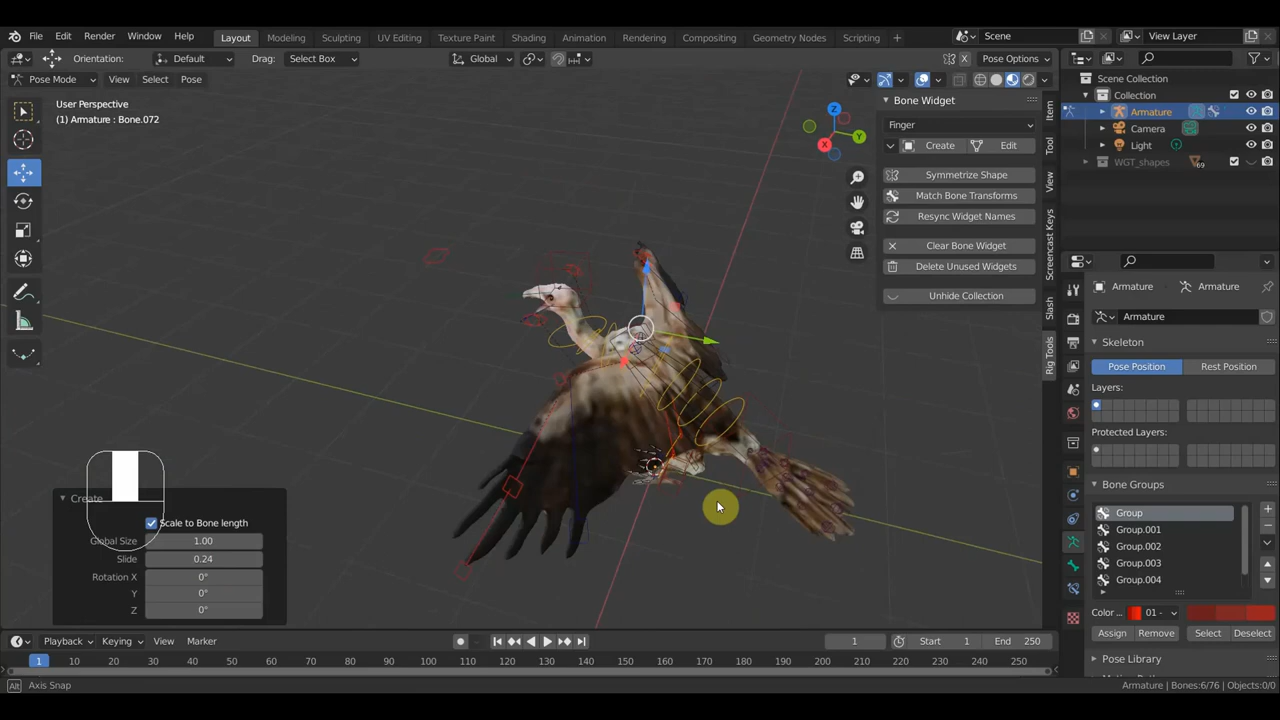 File Edit Render Window Help Layout Modeling Sculpting UV Editing Texture Paint Shading Animation Rendering Compositing Geometry Nodes Scripting + Scene View Layer
Orientation: Default Drag: Select Box Global Pose Options
Pose Mode View Select Pose
User Perspective
(1) Armature : Bone.072
Z
Y
X
Bone Widget
Finger
Create Edit
Symmetrize Shape
Match Bone Transforms
Resync Widget Names
Clear Bone Widget
Delete Unused Widgets
Unhide Collection
Item
Tool
View
Screencast Keys
Slash
Rig Tools
Scene Collection
Collection
Armature
Camera
Light
WGT_shapes 69
Armature Armature
Armature
Skeleton
Pose Position Rest Position
Layers:
Protected Layers:
Bone Groups
Group
Group.001
Group.002
Group.003
Group.004
Color ... 01 -
Assign Remove Select Deselect
Pose Library
Create
Scale to Bone length
Global Size 1.00
Slide 0.24
Rotation X 0°
Y 0°
Z 0°
Playback Keying View Marker 1 Start 1 End 250
1 10 20 30 40 50 60 70 80 90 100 110 120 130 140 150 160 170 180 190 200 210 220 230 240 250
Alt Axis Snap Armature | Bones:6/76 | Objects:0/0